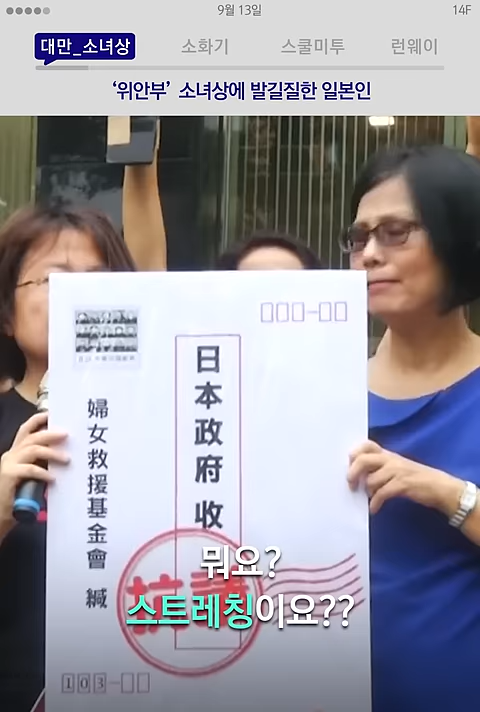 9월 13일
14F
대만_소녀상
소화기
스쿨미투
런웨이
‘위안부’ 소녀상에 발길질한 일본인
日本政府 收
婦女救援基金會 緘
뭐요?
스트레칭이요??
103-□□